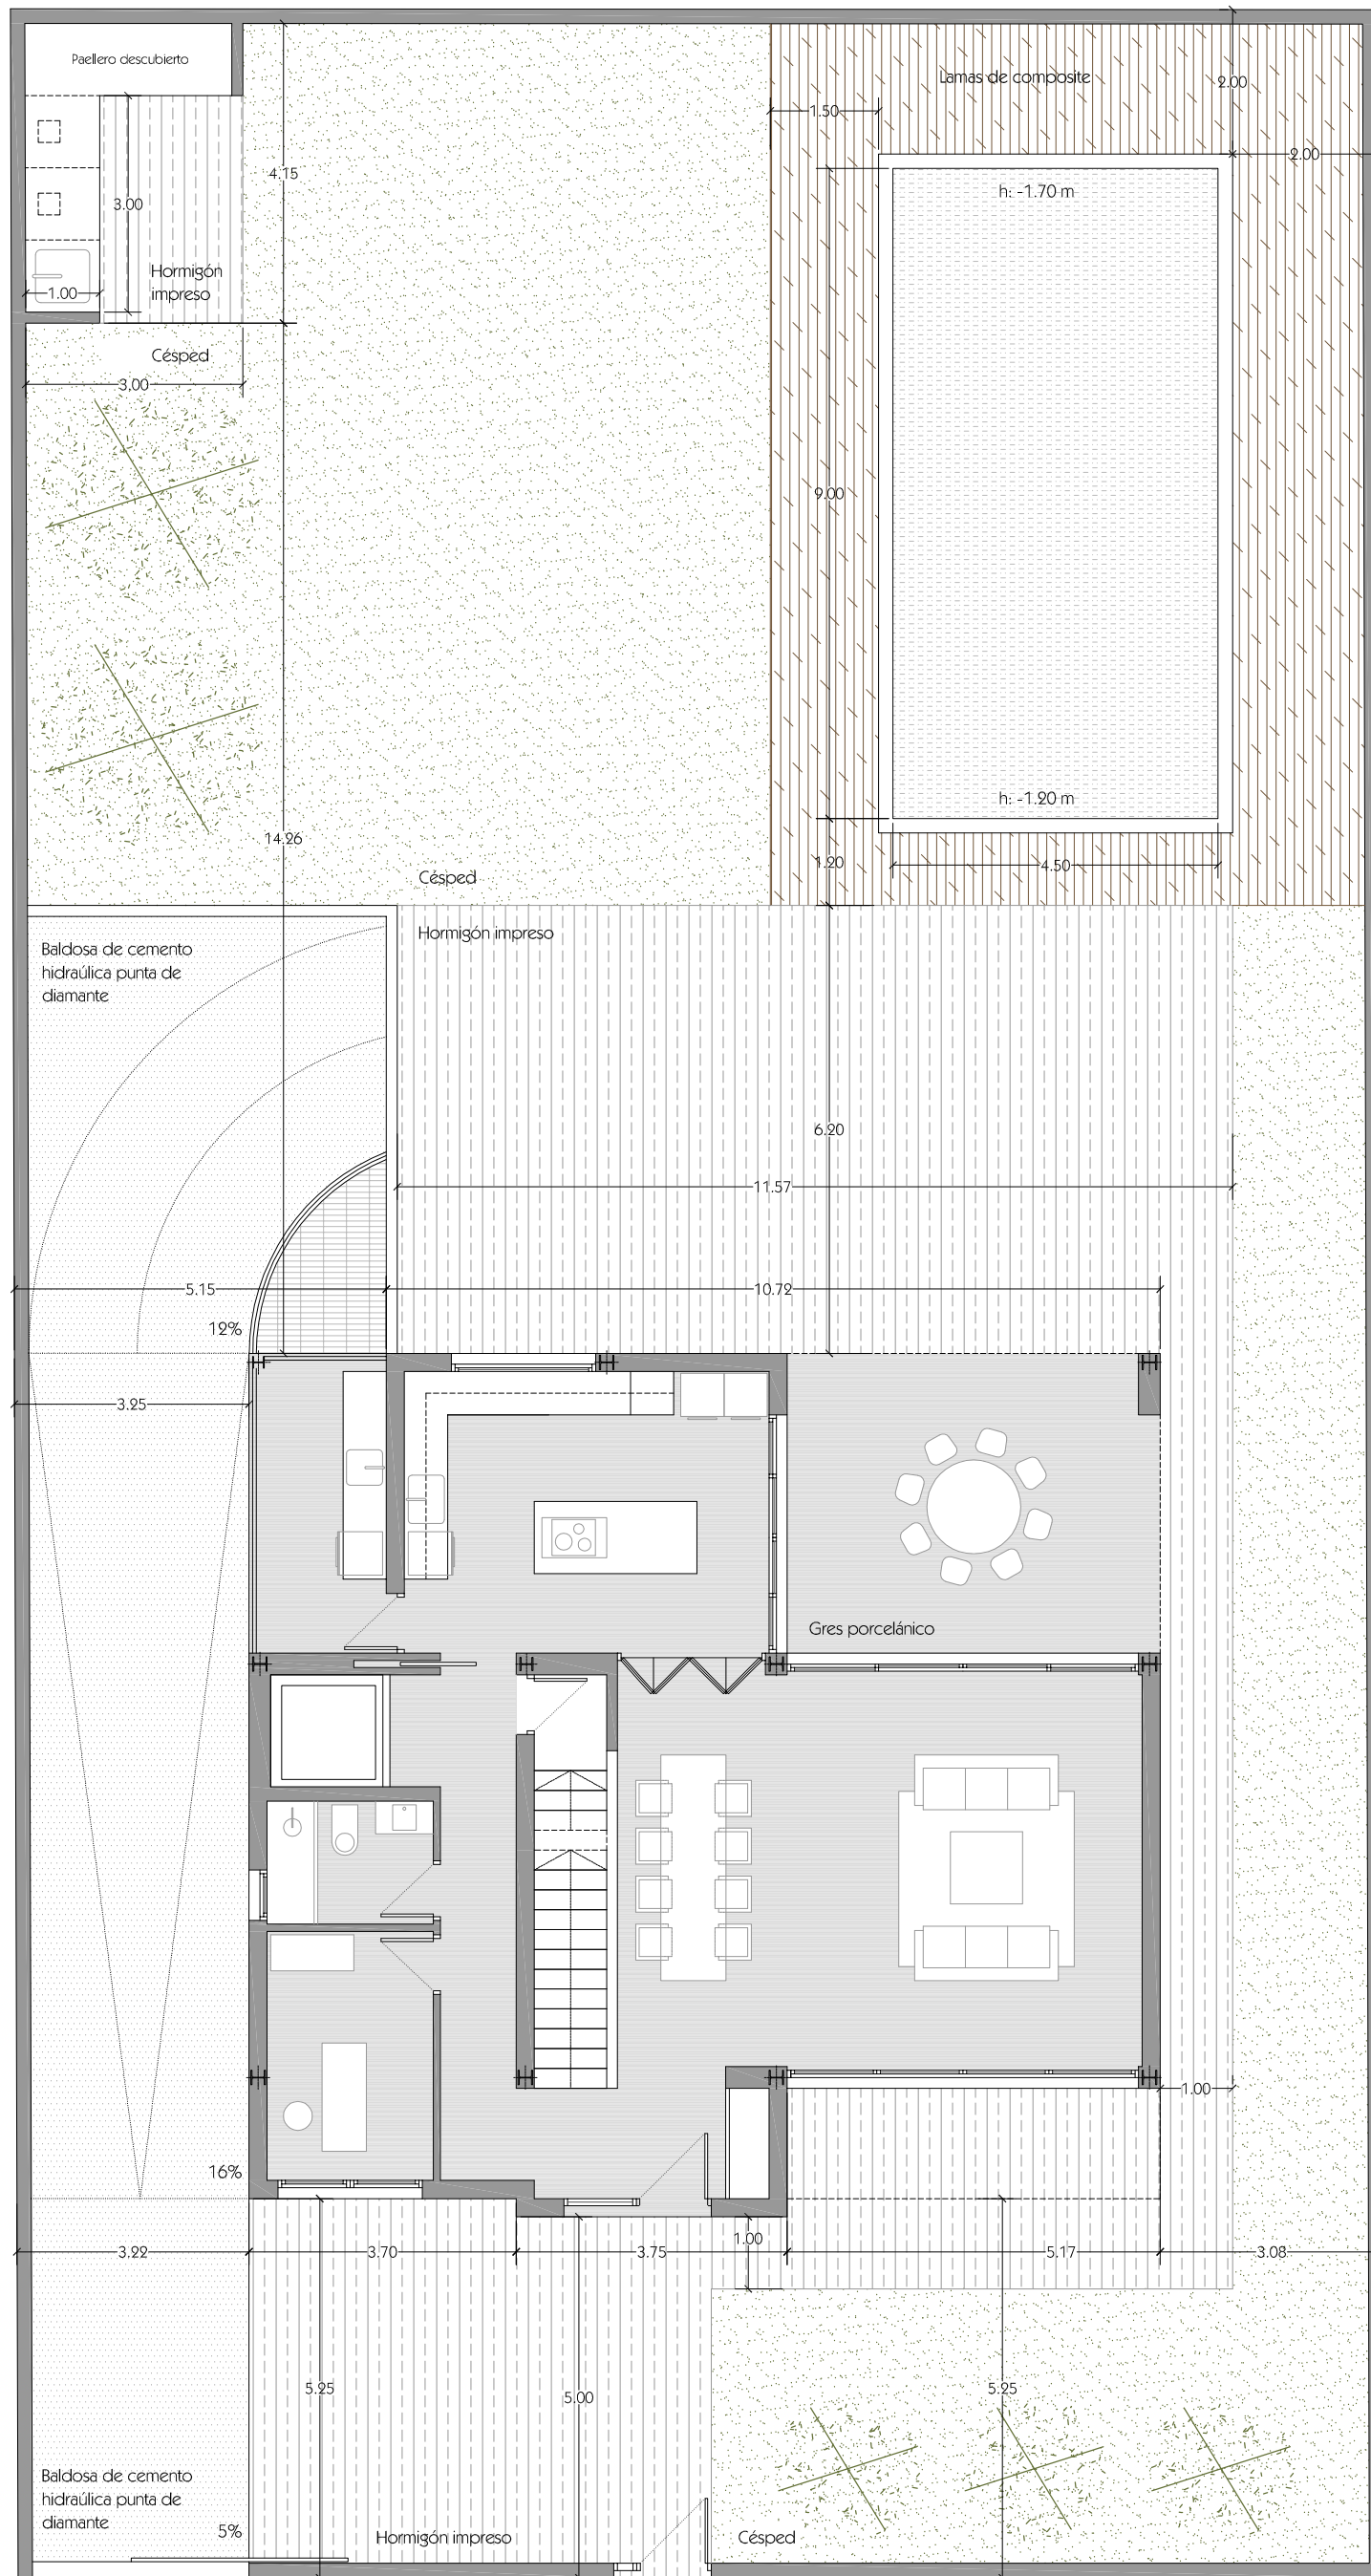 Paellero descubierto
Lamas de composite
2.00
1.50
2.00
4.15
h: -1.70 m
3.00
Hormigón
impreso
1.00
Césped
3,00
9.00
h: -1.20 m
14.26
1.20
4.50
Césped
Hormigón impreso
Baldosa de cemento
hidraúlica punta de
diamante
6.20
11.57
5.15
10.72
12%
3.25
Gres porcelánico
1.00
16%
1.00
3.22
3.70
3.75
5.17
3.08
5.25
5.00
5.25
Baldosa de cemento
hidraúlica punta de
diamante
5%
Hormigón impreso
Césped